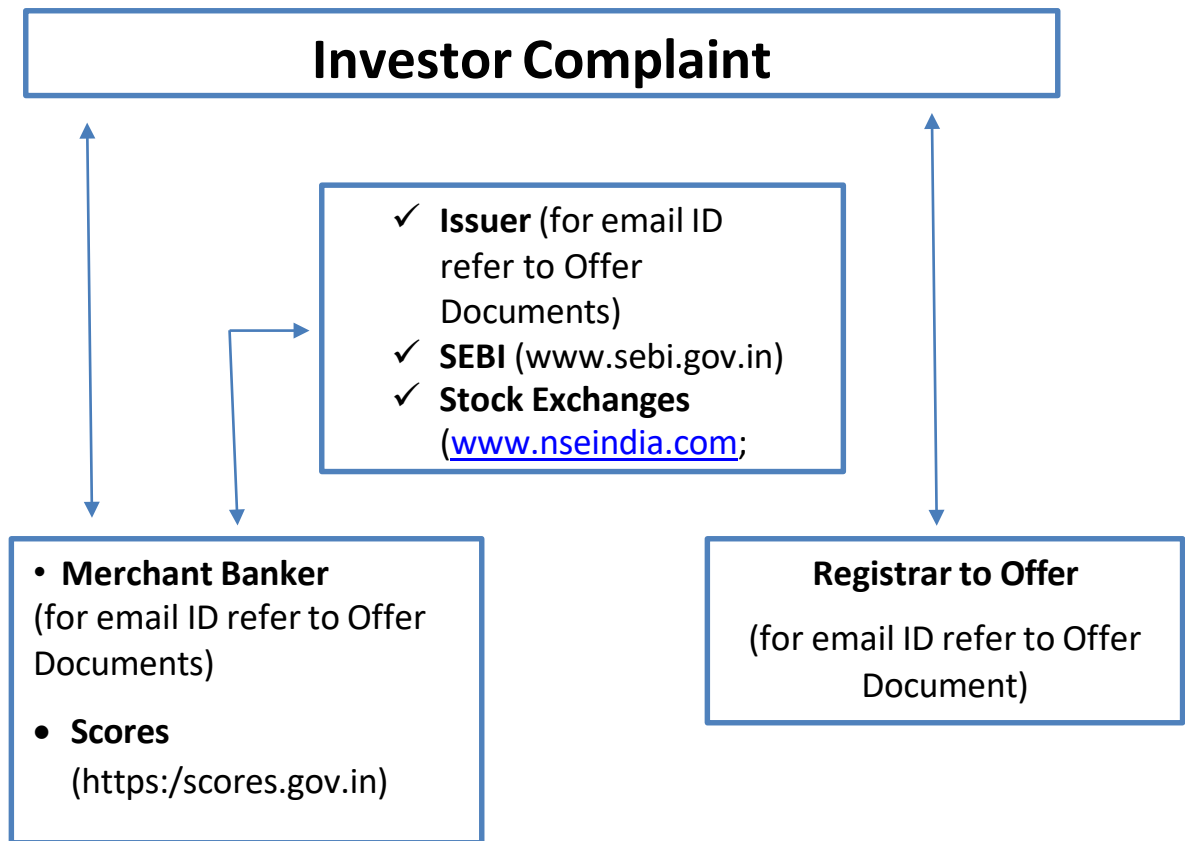 Investor Complaint
✓ Issuer (for email ID
refer to Offer
Documents)
✓ SEBI (www.sebi.gov.in)
✓ Stock Exchanges
(www.nseindia.com;
• Merchant Banker
(for email ID refer to Offer
Documents)
• Scores
(https:/scores.gov.in)
Registrar to Offer
(for email ID refer to Offer
Document)